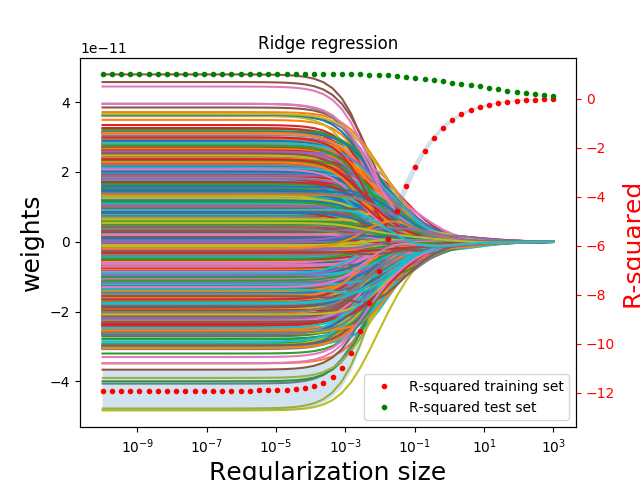 Ridge regression
1e−11
4
2
0
−2
−4
weights
0
−2
−4
−6
−8
−10
−12
R-squared
R-squared training set
R-squared test set
10⁻⁹
10⁻⁷
10⁻⁵
10⁻³
10⁻¹
10¹
10³
Regularization size